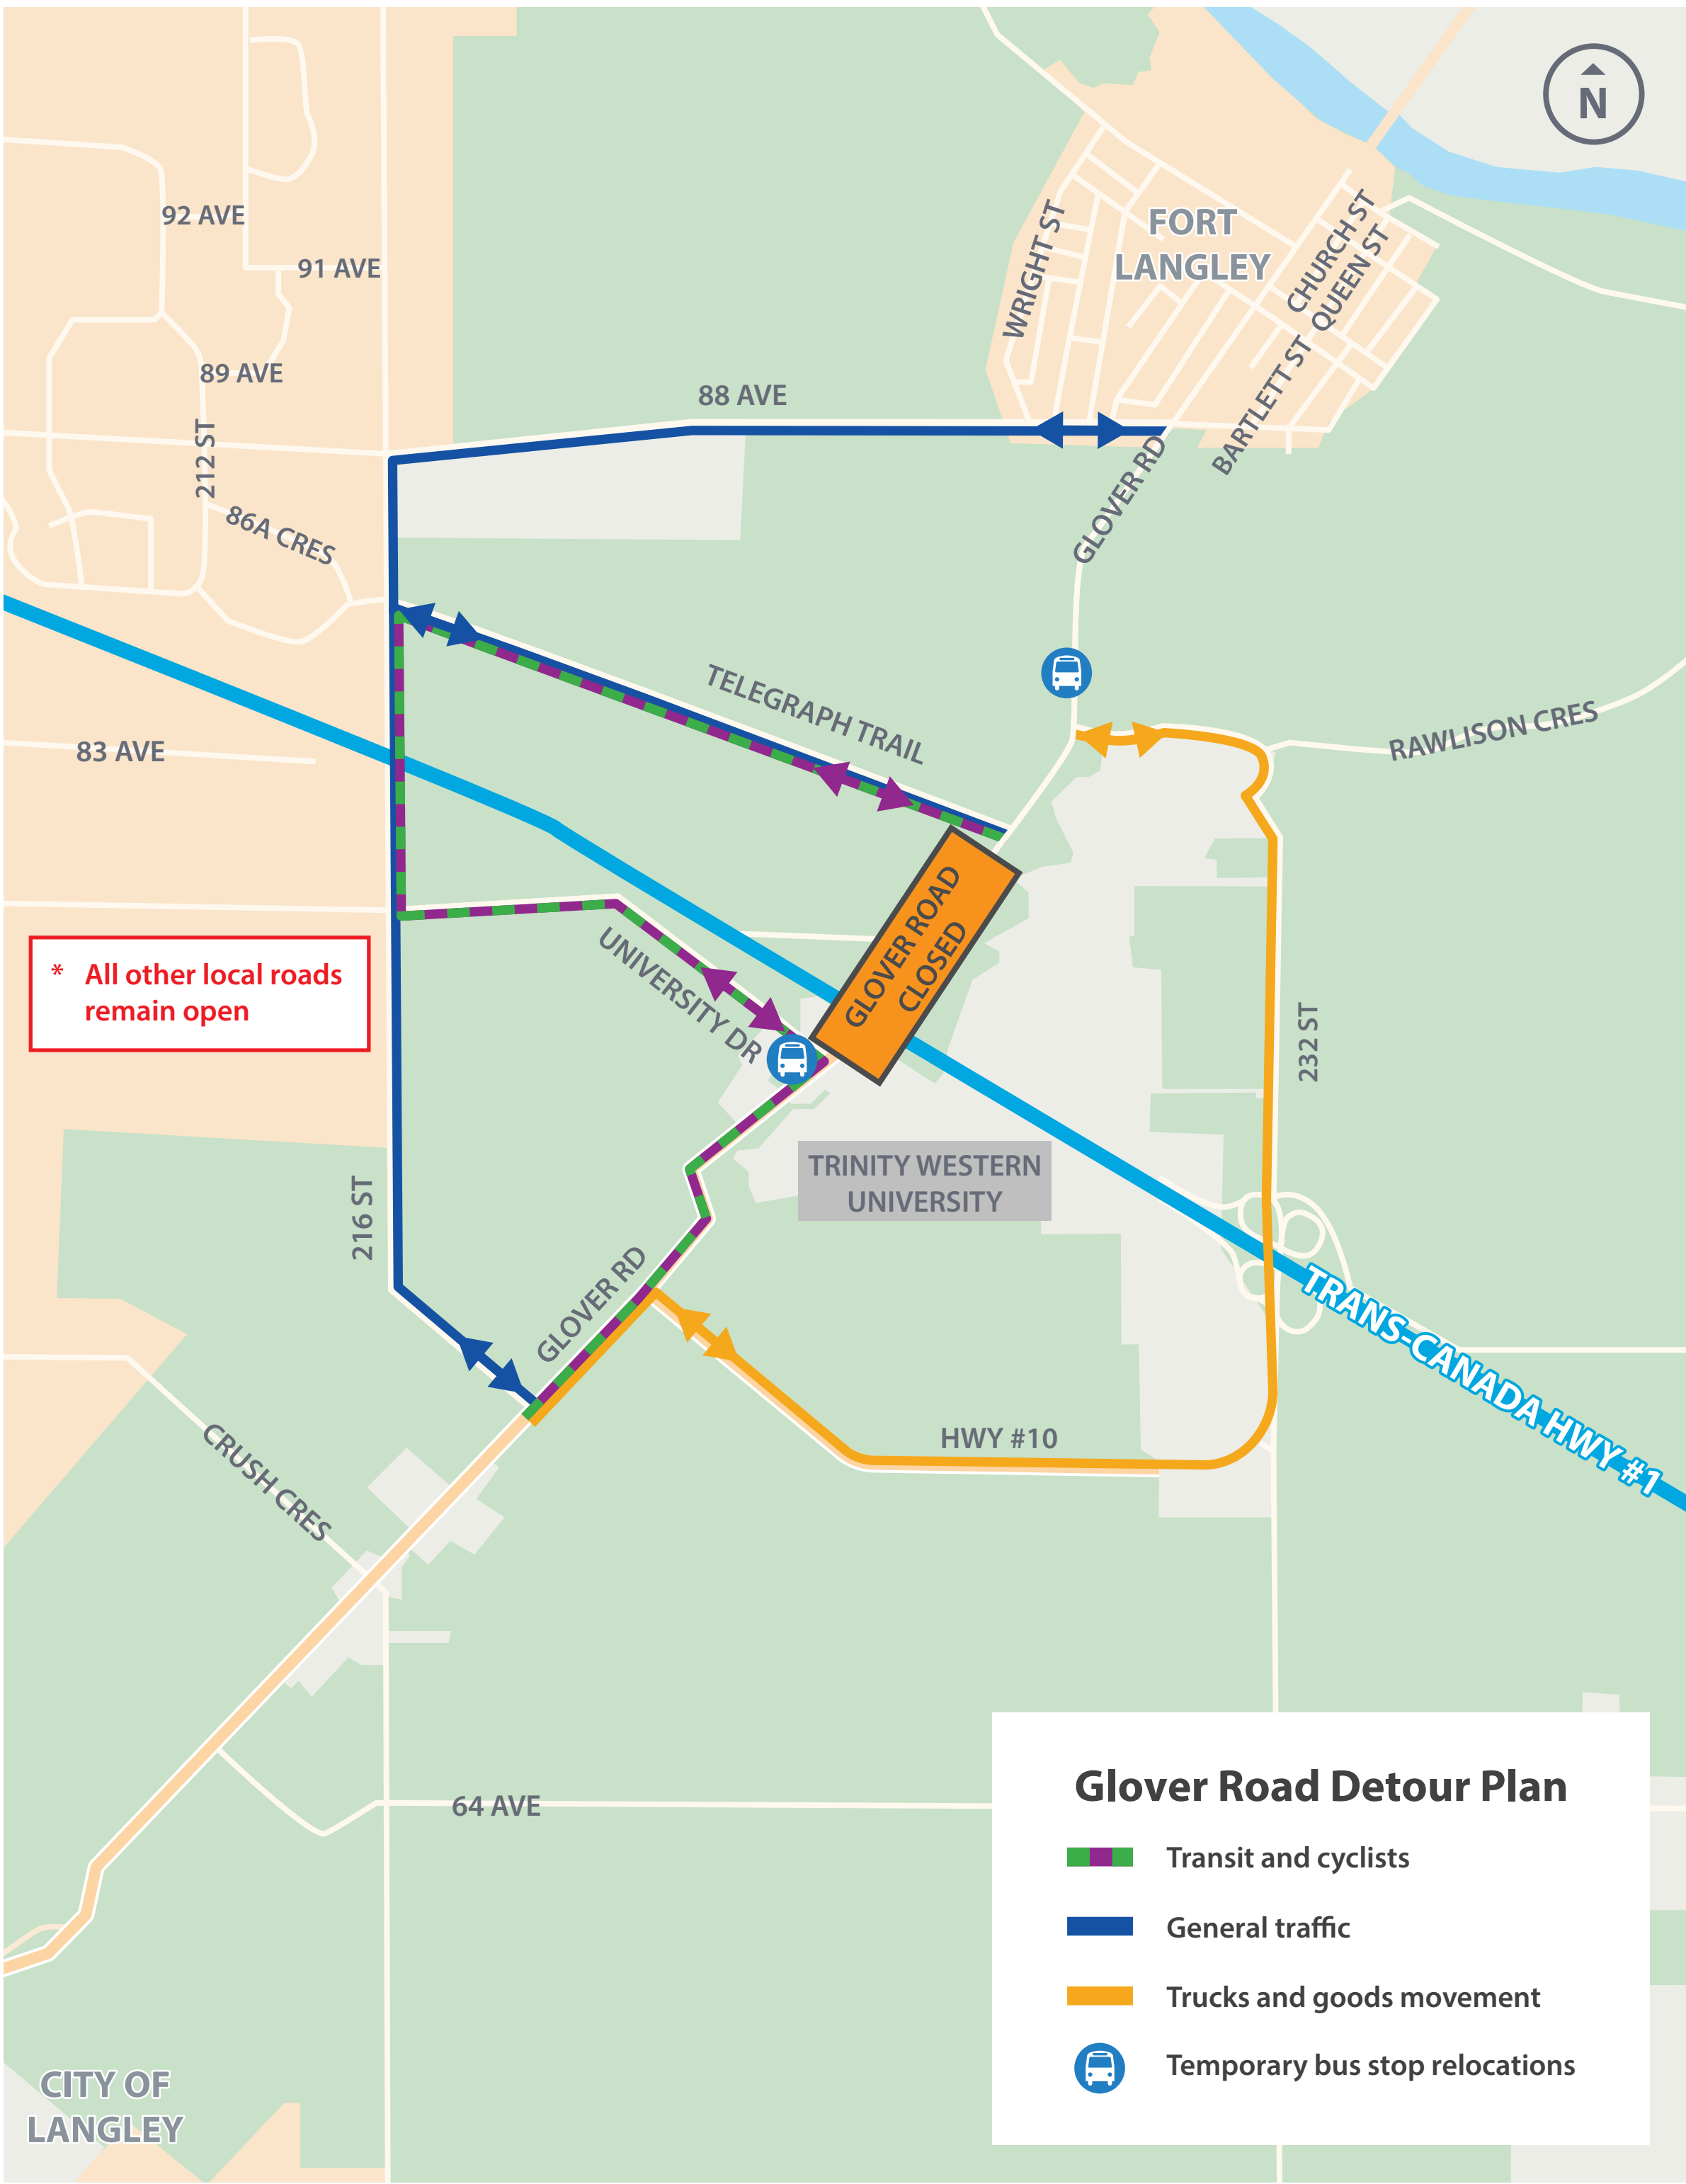 N
92 AVE
91 AVE
89 AVE
212 ST
86A CRES
88 AVE
WRIGHT ST
FORT
LANGLEY
CHURCH ST
QUEEN ST
BARTLETT ST
GLOVER RD
TELEGRAPH TRAIL
RAWLISON CRES
83 AVE
* All other local roads
remain open
UNIVERSITY DR
GLOVER ROAD
CLOSED
232 ST
TRINITY WESTERN
UNIVERSITY
216 ST
GLOVER RD
TRANS-CANADA HWY #1
HWY #10
CRUSH CRES
64 AVE
CITY OF
LANGLEY
Glover Road Detour Plan
Transit and cyclists
General traffic
Trucks and goods movement
Temporary bus stop relocations